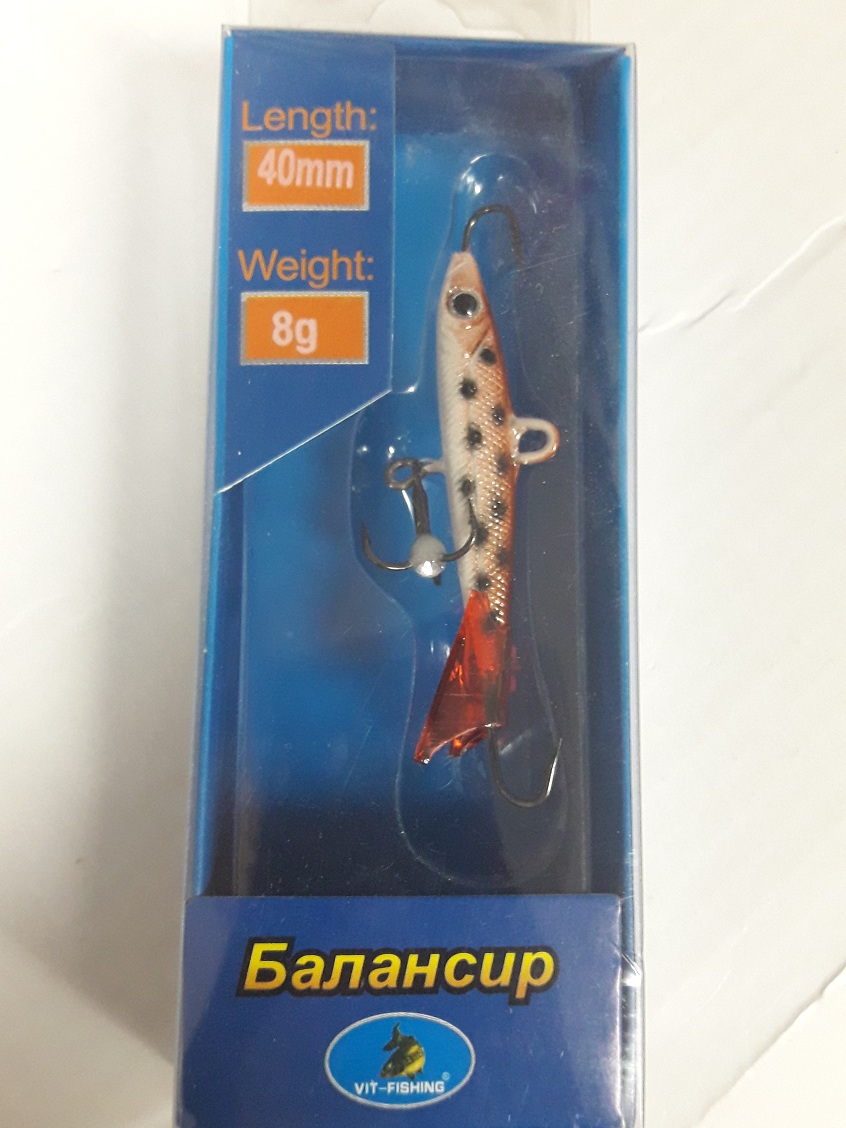 Length:
40mm
Weight:
8g
Балансир
VIT-FISHING®